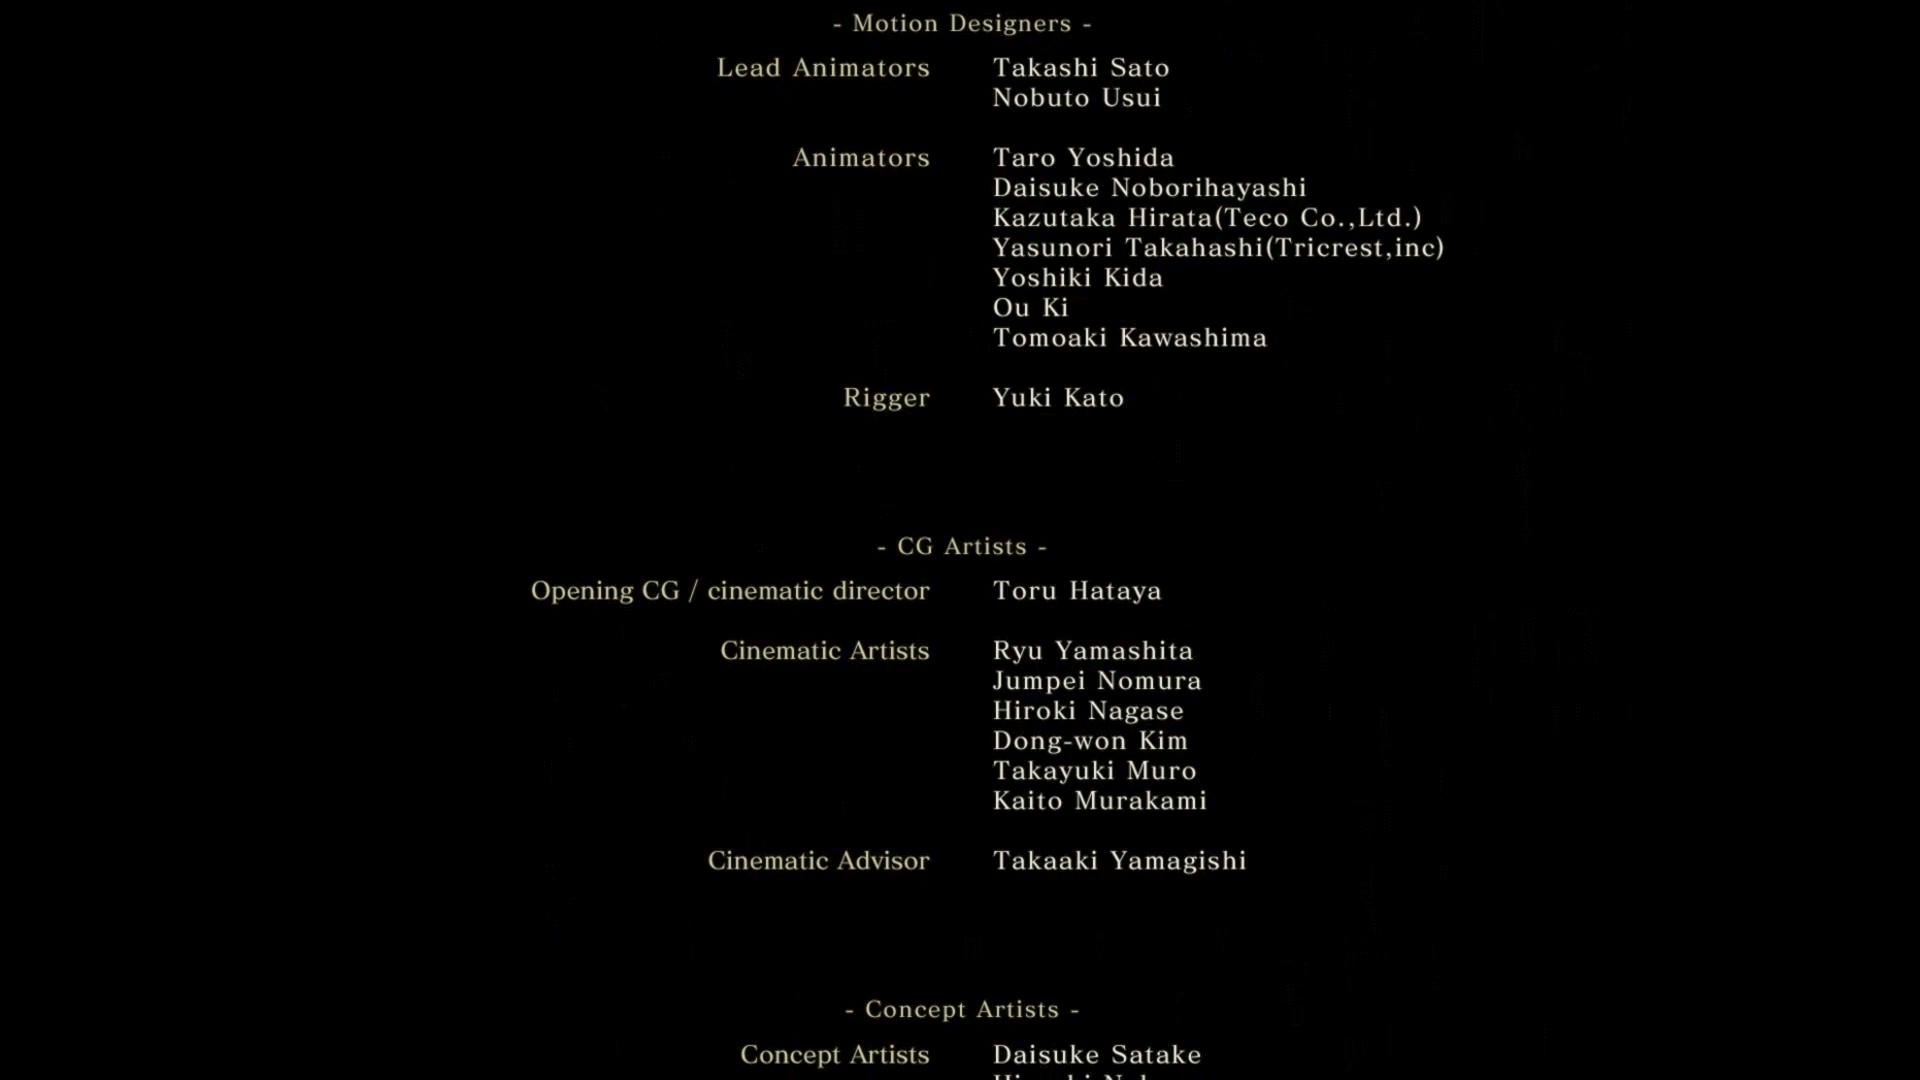 - Motion Designers -
Lead Animators Takashi Sato
Nobuto Usui
Animators Taro Yoshida
Daisuke Noborihayashi
Kazutaka Hirata(Teco Co.,Ltd.)
Yasunori Takahashi(Tricrest,inc)
Yoshiki Kida
Ou Ki
Tomoaki Kawashima
Rigger Yuki Kato
- CG Artists -
Opening CG / cinematic director Toru Hataya
Cinematic Artists Ryu Yamashita
Jumpei Nomura
Hiroki Nagase
Dong-won Kim
Takayuki Muro
Kaito Murakami
Cinematic Advisor Takaaki Yamagishi
- Concept Artists -
Concept Artists Daisuke Satake